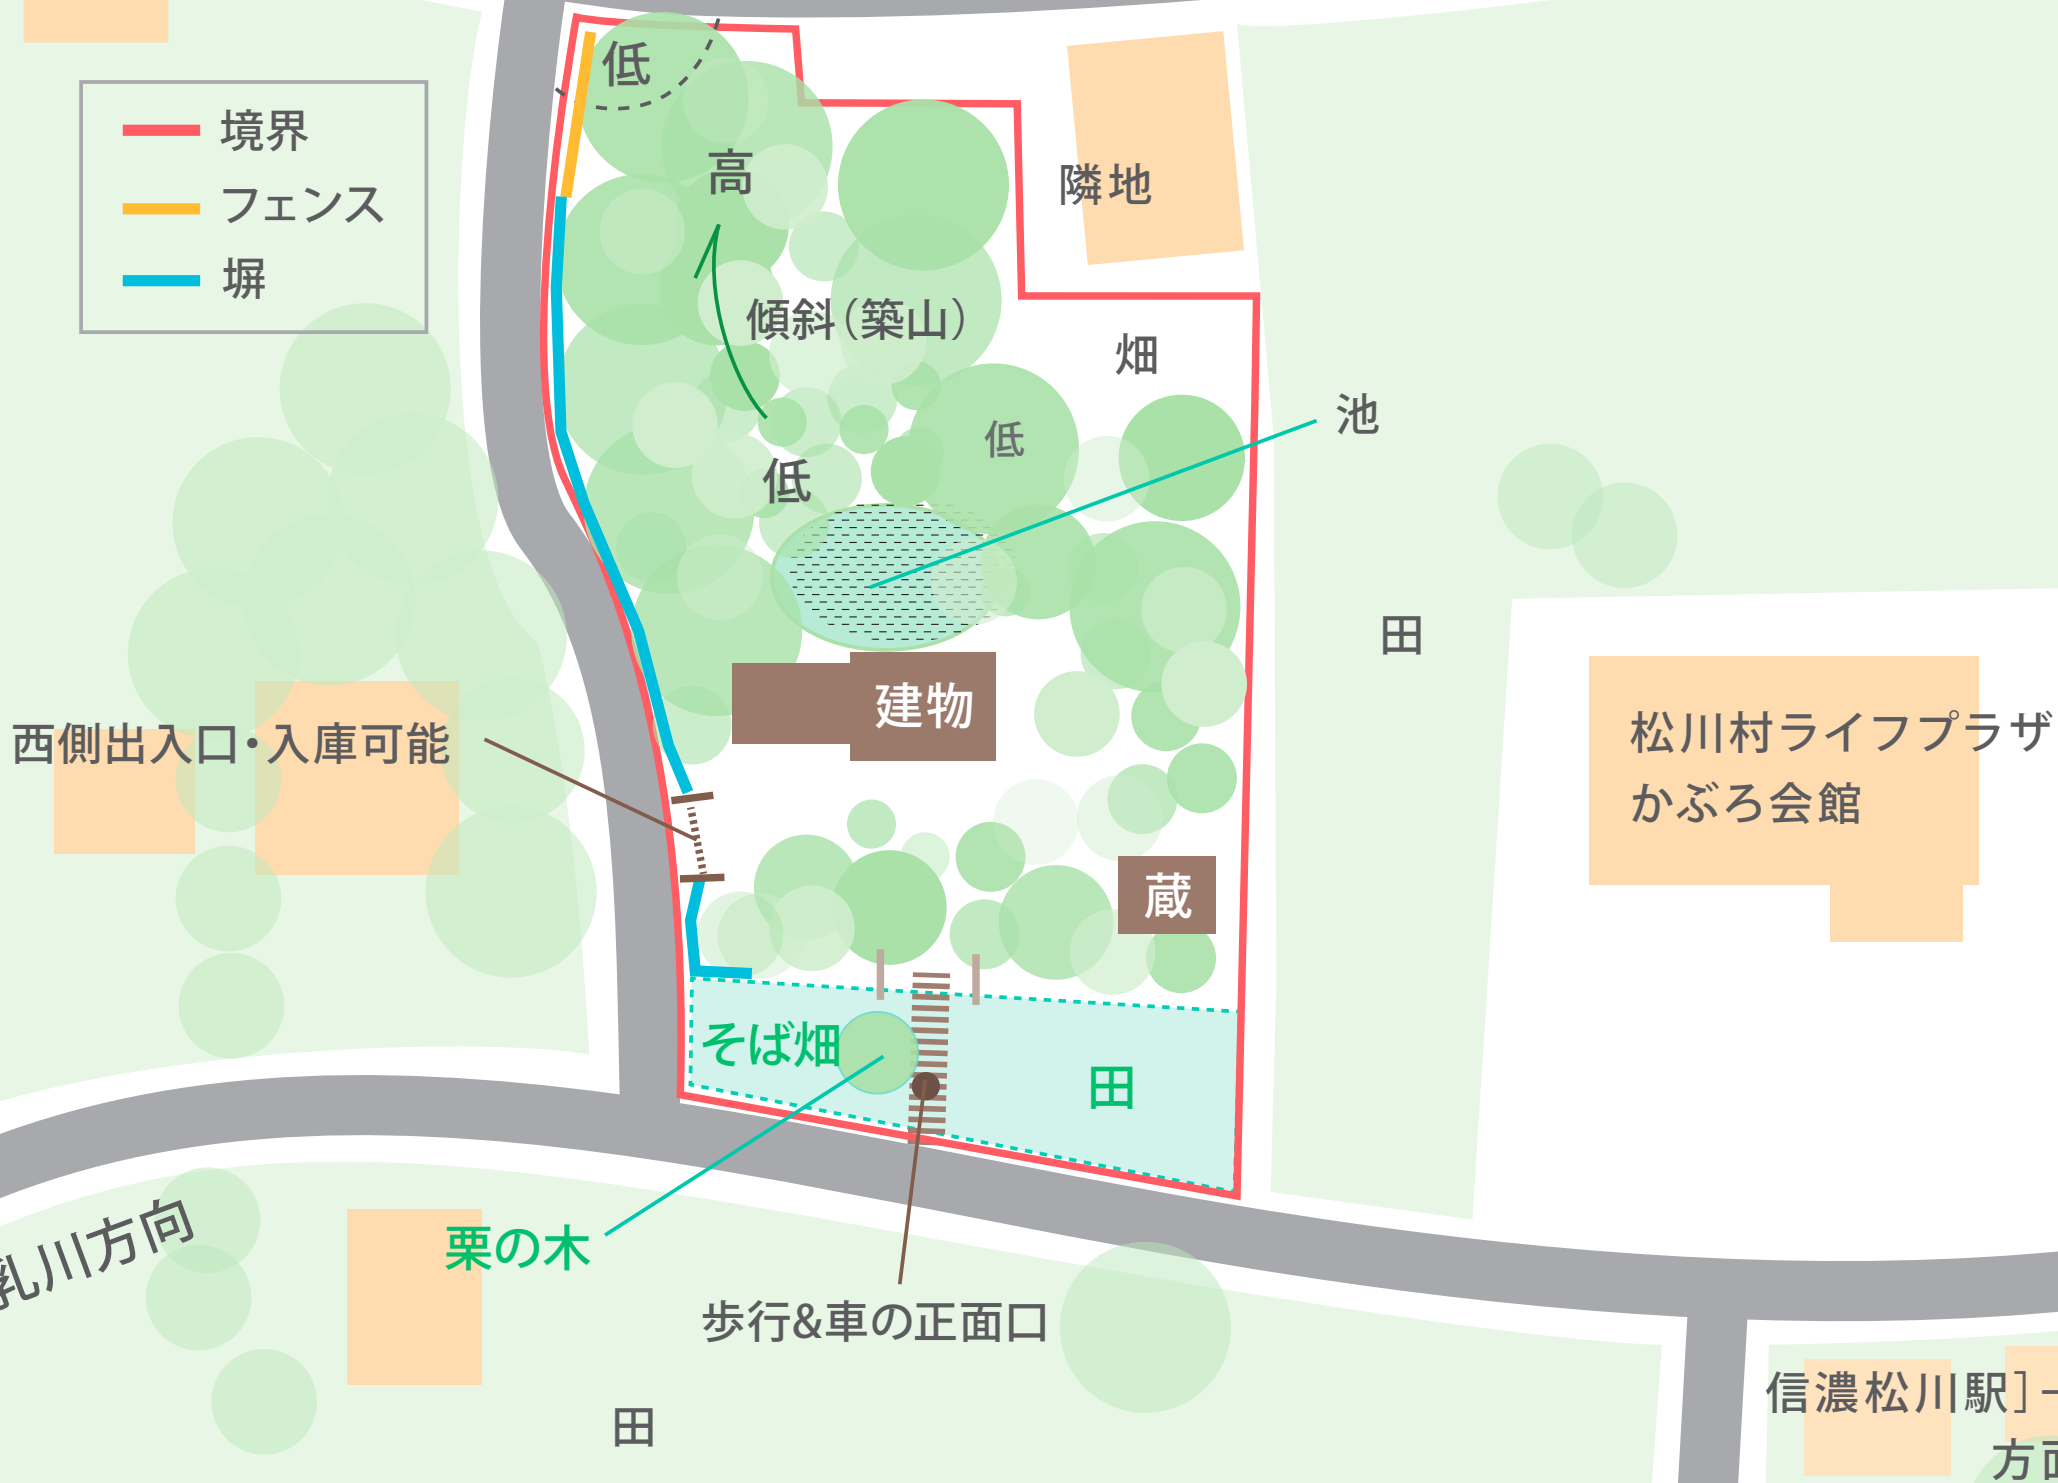 境界
フェンス
塀
低
高
隣地
傾斜（築山）
畑
池
低
低
田
建物
西側出入口・入庫可能
松川村ライフプラザ
かぶろ会館
蔵
そば畑
田
乳川方向
栗の木
歩行&車の正面口
田
信濃松川駅］
方面